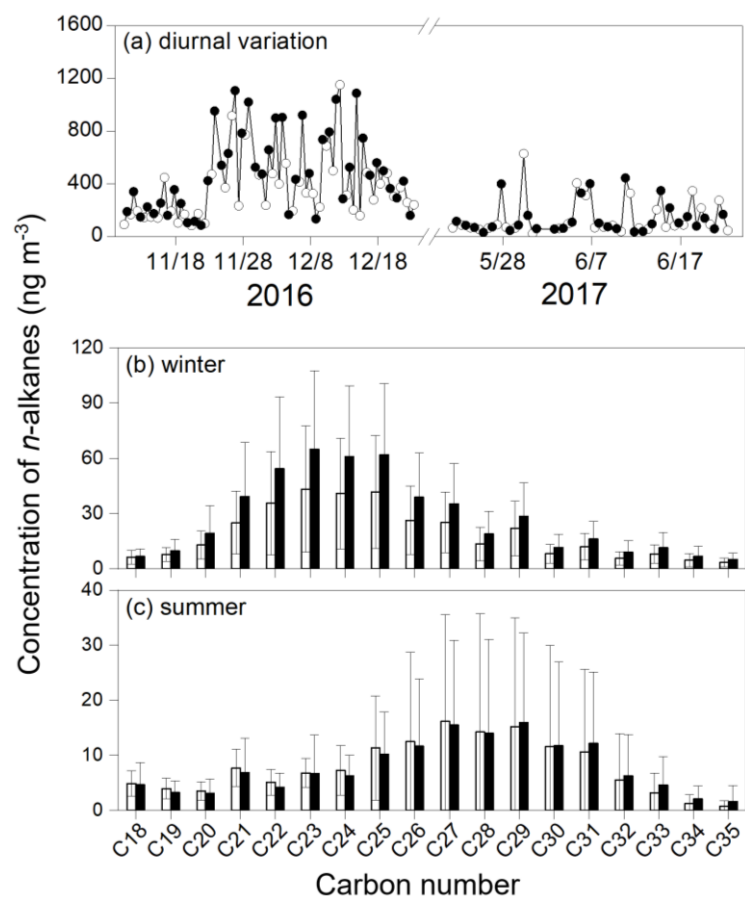 Concentration of n-alkanes (ng m⁻³)
(a) diurnal variation
1600
1200
800
400
0
11/18 11/28 12/8 12/18 5/28 6/7 6/17
2016 2017
(b) winter
120
90
60
30
0
(c) summer
40
30
20
10
0
C18 C19 C20 C21 C22 C23 C24 C25 C26 C27 C28 C29 C30 C31 C32 C33 C34 C35
Carbon number